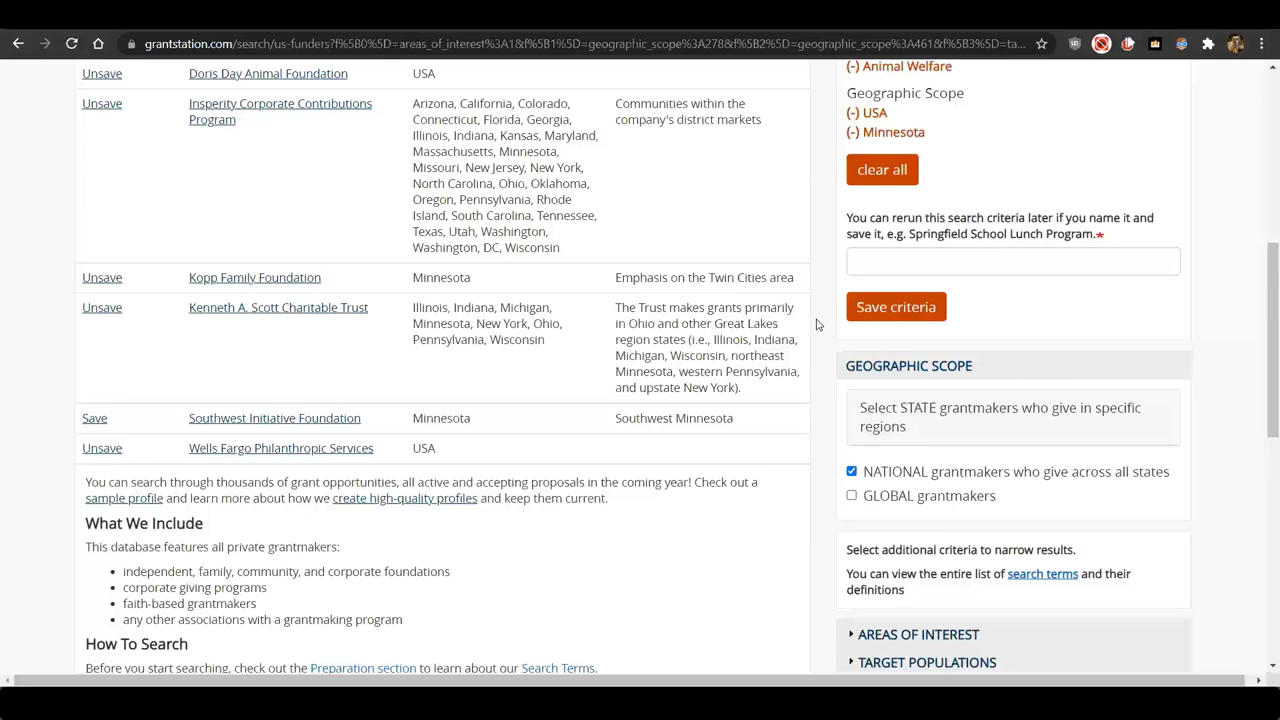 grantstation.com/search/us-funders?f%5B0%5D=areas_of_interest%3A1&f%5B1%5D=geographic_scope%3A278&f%5B2%5D=geographic_scope%3A461&f%5B3%5D=ta...
Unsave Doris Day Animal Foundation USA
Unsave Insperity Corporate Contributions Program
Arizona, California, Colorado,
Connecticut, Florida, Georgia,
Illinois, Indiana, Kansas, Maryland,
Massachusetts, Minnesota,
Missouri, New Jersey, New York,
North Carolina, Ohio, Oklahoma,
Oregon, Pennsylvania, Rhode
Island, South Carolina, Tennessee,
Texas, Utah, Washington,
Washington, DC, Wisconsin
Communities within the
company's district markets
Unsave Kopp Family Foundation Minnesota Emphasis on the Twin Cities area
Unsave Kenneth A. Scott Charitable Trust
Illinois, Indiana, Michigan,
Minnesota, New York, Ohio,
Pennsylvania, Wisconsin
The Trust makes grants primarily
in Ohio and other Great Lakes
region states (i.e., Illinois, Indiana,
Michigan, Wisconsin, northeast
Minnesota, western Pennsylvania,
and upstate New York).
Save Southwest Initiative Foundation Minnesota Southwest Minnesota
Unsave Wells Fargo Philanthropic Services USA
You can search through thousands of grant opportunities, all active and accepting proposals in the coming year! Check out a
sample profile and learn more about how we create high-quality profiles and keep them current.
What We Include
This database features all private grantmakers:
• independent, family, community, and corporate foundations
• corporate giving programs
• faith-based grantmakers
• any other associations with a grantmaking program
How To Search
Before you start searching, check out the Preparation section to learn about our Search Terms.
(-) Animal Welfare
Geographic Scope
(-) USA
(-) Minnesota
clear all
You can rerun this search criteria later if you name it and
save it, e.g. Springfield School Lunch Program.*
Save criteria
GEOGRAPHIC SCOPE
Select STATE grantmakers who give in specific
regions
NATIONAL grantmakers who give across all states
GLOBAL grantmakers
Select additional criteria to narrow results.
You can view the entire list of search terms and their
definitions
AREAS OF INTEREST
TARGET POPULATIONS